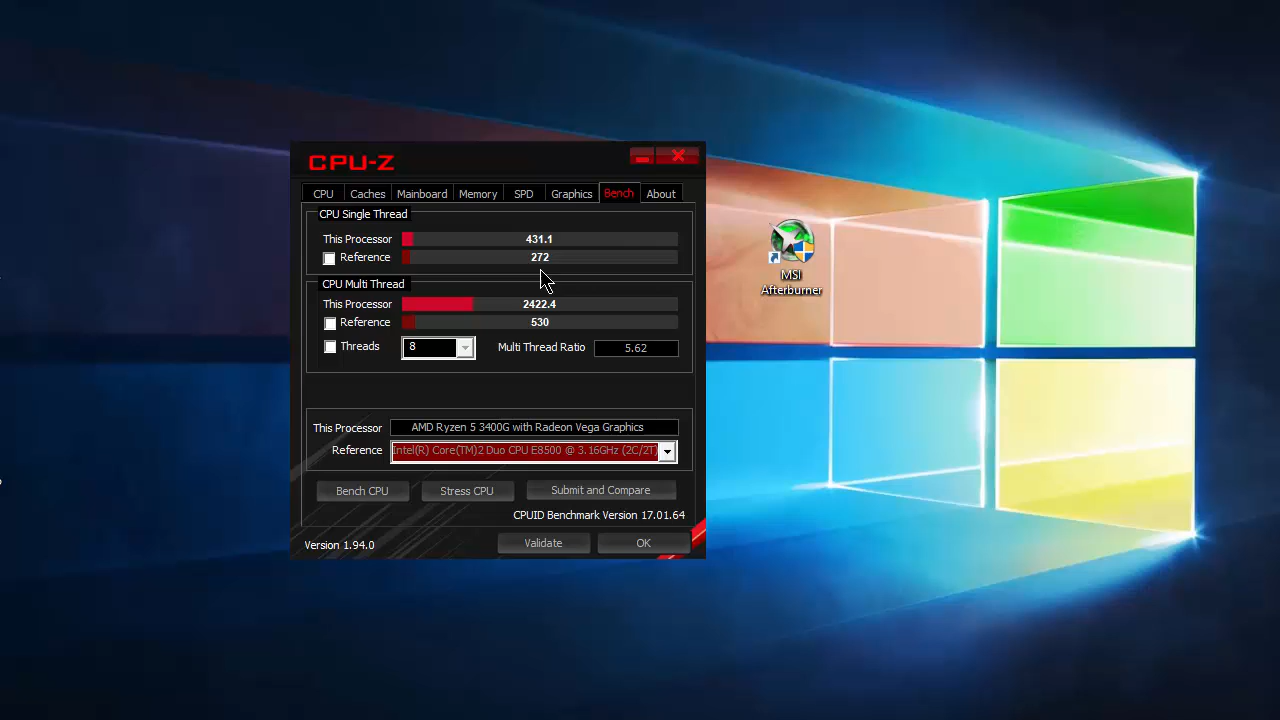 CPU-Z
CPU Caches Mainboard Memory SPD Graphics Bench About
CPU Single Thread
This Processor 431.1
Reference 272
CPU Multi Thread
This Processor 2422.4
Reference 530
Threads 8 Multi Thread Ratio 5.62
This Processor AMD Ryzen 5 3400G with Radeon Vega Graphics
Reference Intel(R) Core(TM)2 Duo CPU E8500 @ 3.16GHz (2C/2T)
Bench CPU Stress CPU Submit and Compare
CPUID Benchmark Version 17.01.64
Version 1.94.0 Validate OK
MSI
Afterburner